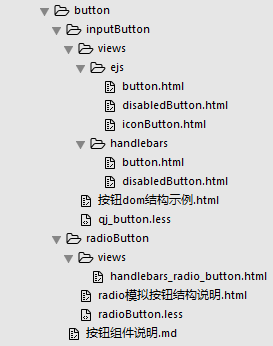 button
inputButton
views
ejs
button.html
disabledButton.html
iconButton.html
handlebars
button.html
disabledButton.html
按钮dom结构示例.html
qj_button.less
radioButton
views
handlebars_radio_button.html
radio模拟按钮结构说明.html
radioButton.less
按钮组件说明.md